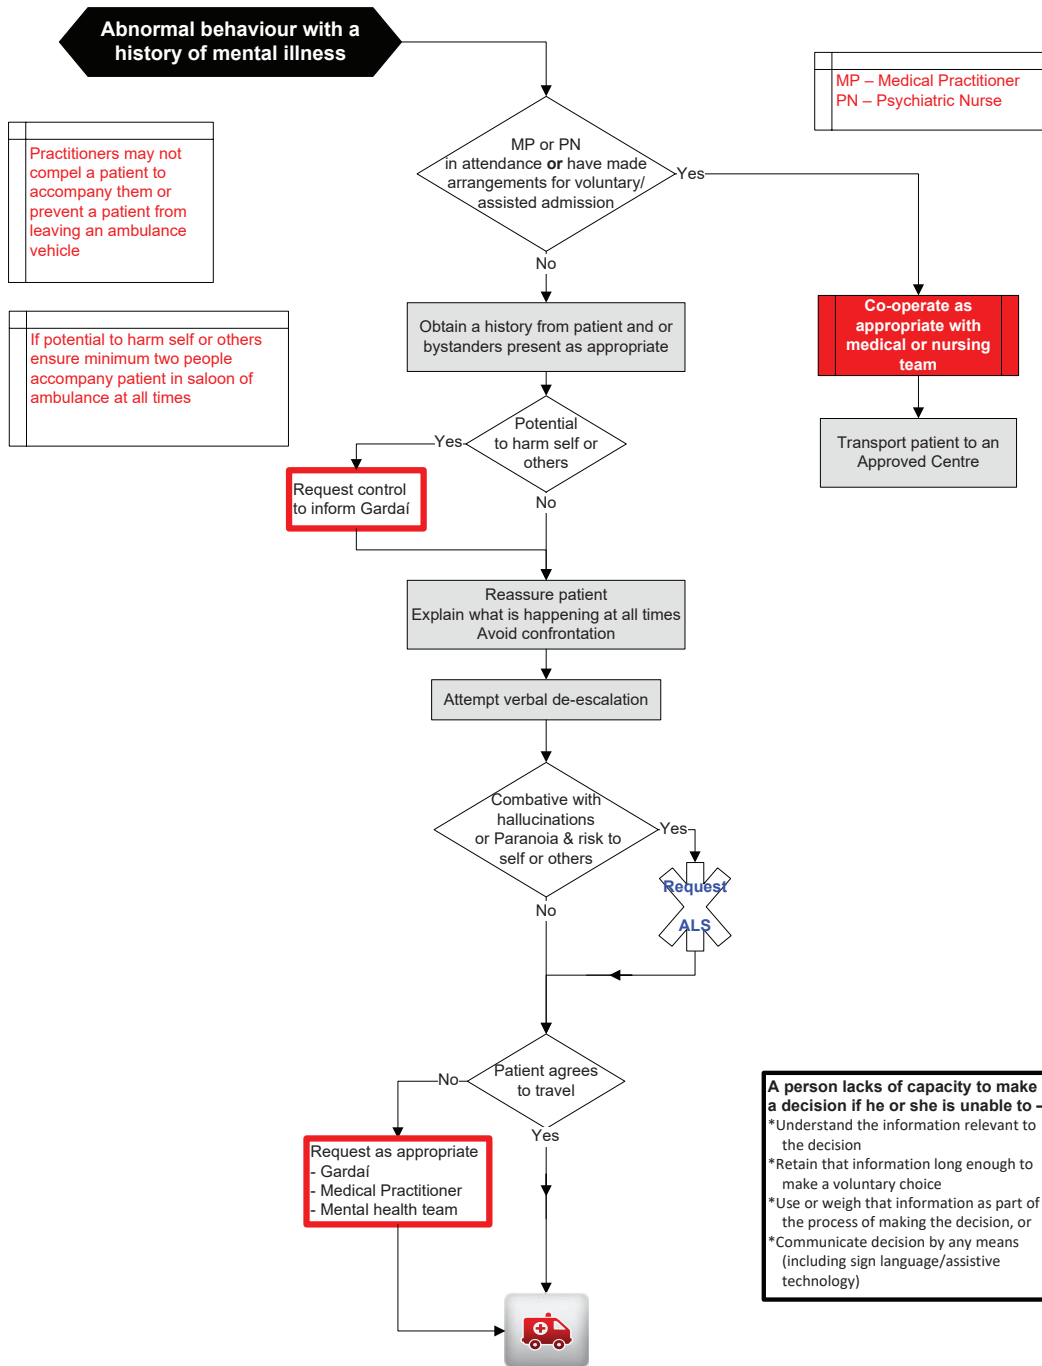 Abnormal behaviour with a
history of mental illness
MP – Medical Practitioner
PN – Psychiatric Nurse
Practitioners may not
compel a patient to
accompany them or
prevent a patient from
leaving an ambulance
vehicle
MP or PN
in attendance or have made
arrangements for voluntary/
assisted admission
Yes
No
If potential to harm self or others
ensure minimum two people
accompany patient in saloon of
ambulance at all times
Obtain a history from patient and or
bystanders present as appropriate
Co-operate as
appropriate with
medical or nursing
team
Transport patient to an
Approved Centre
Potential
to harm self or
others
Yes
No
Request control
to inform Gardaí
Reassure patient
Explain what is happening at all times
Avoid confrontation
Attempt verbal de-escalation
Combative with
hallucinations
or Paranoia & risk to
self or others
Yes
No
Request
ALS
Patient agrees
to travel
No
Yes
Request as appropriate
- Gardaí
- Medical Practitioner
- Mental health team
A person lacks of capacity to make
a decision if he or she is unable to –
*Understand the information relevant to
the decision
*Retain that information long enough to
make a voluntary choice
*Use or weigh that information as part of
the process of making the decision, or
*Communicate decision by any means
(including sign language/assistive
technology)